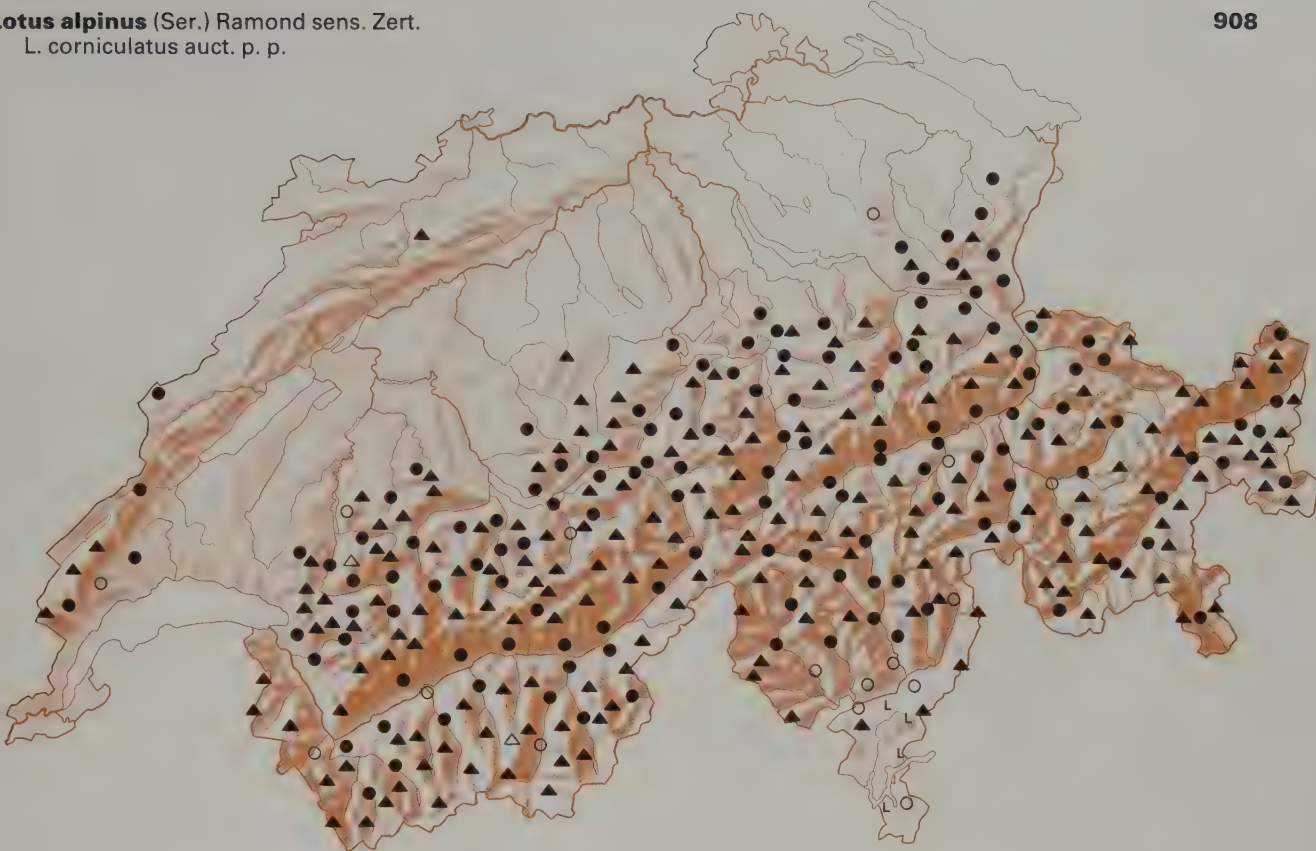 Lotus alpinus (Ser.) Ramond sens. Zert.
L. corniculatus auct. p. p.
908
L
L
L
L